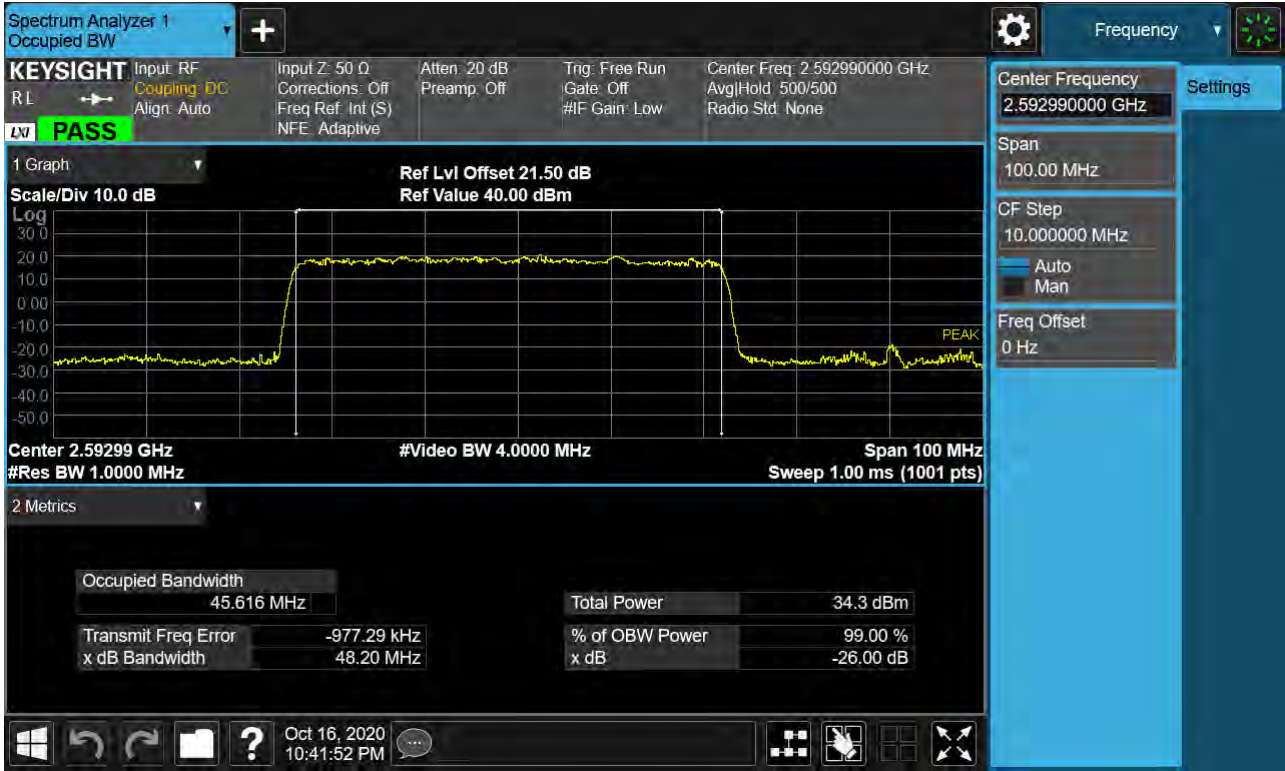 Spectrum Analyzer 1
Occupied BW
+
Frequency
KEYSIGHT
R L
LXI
PASS
Input: RF
Coupling: DC
Align: Auto
Input Z: 50 Ω
Corrections: Off
Freq Ref: Int (S)
NFE: Adaptive
Atten: 20 dB
Preamp: Off
Trig: Free Run
Gate: Off
#IF Gain: Low
Center Freq: 2.592990000 GHz
Avg|Hold: 500/500
Radio Std: None
Center Frequency
2.592990000 GHz
Settings
Span
100.00 MHz
CF Step
10.000000 MHz
Auto
Man
Freq Offset
0 Hz
1 Graph
Scale/Div 10.0 dB
Ref Lvl Offset 21.50 dB
Ref Value 40.00 dBm
Log
30.0
20.0
10.0
0.00
-10.0
-20.0
-30.0
-40.0
-50.0
PEAK
Center 2.59299 GHz
#Video BW 4.0000 MHz
Span 100 MHz
#Res BW 1.0000 MHz
Sweep 1.00 ms (1001 pts)
2 Metrics
Occupied Bandwidth
45.616 MHz
Total Power 34.3 dBm
Transmit Freq Error -977.29 kHz
% of OBW Power 99.00 %
x dB Bandwidth 48.20 MHz
x dB -26.00 dB
?
Oct 16, 2020
10:41:52 PM